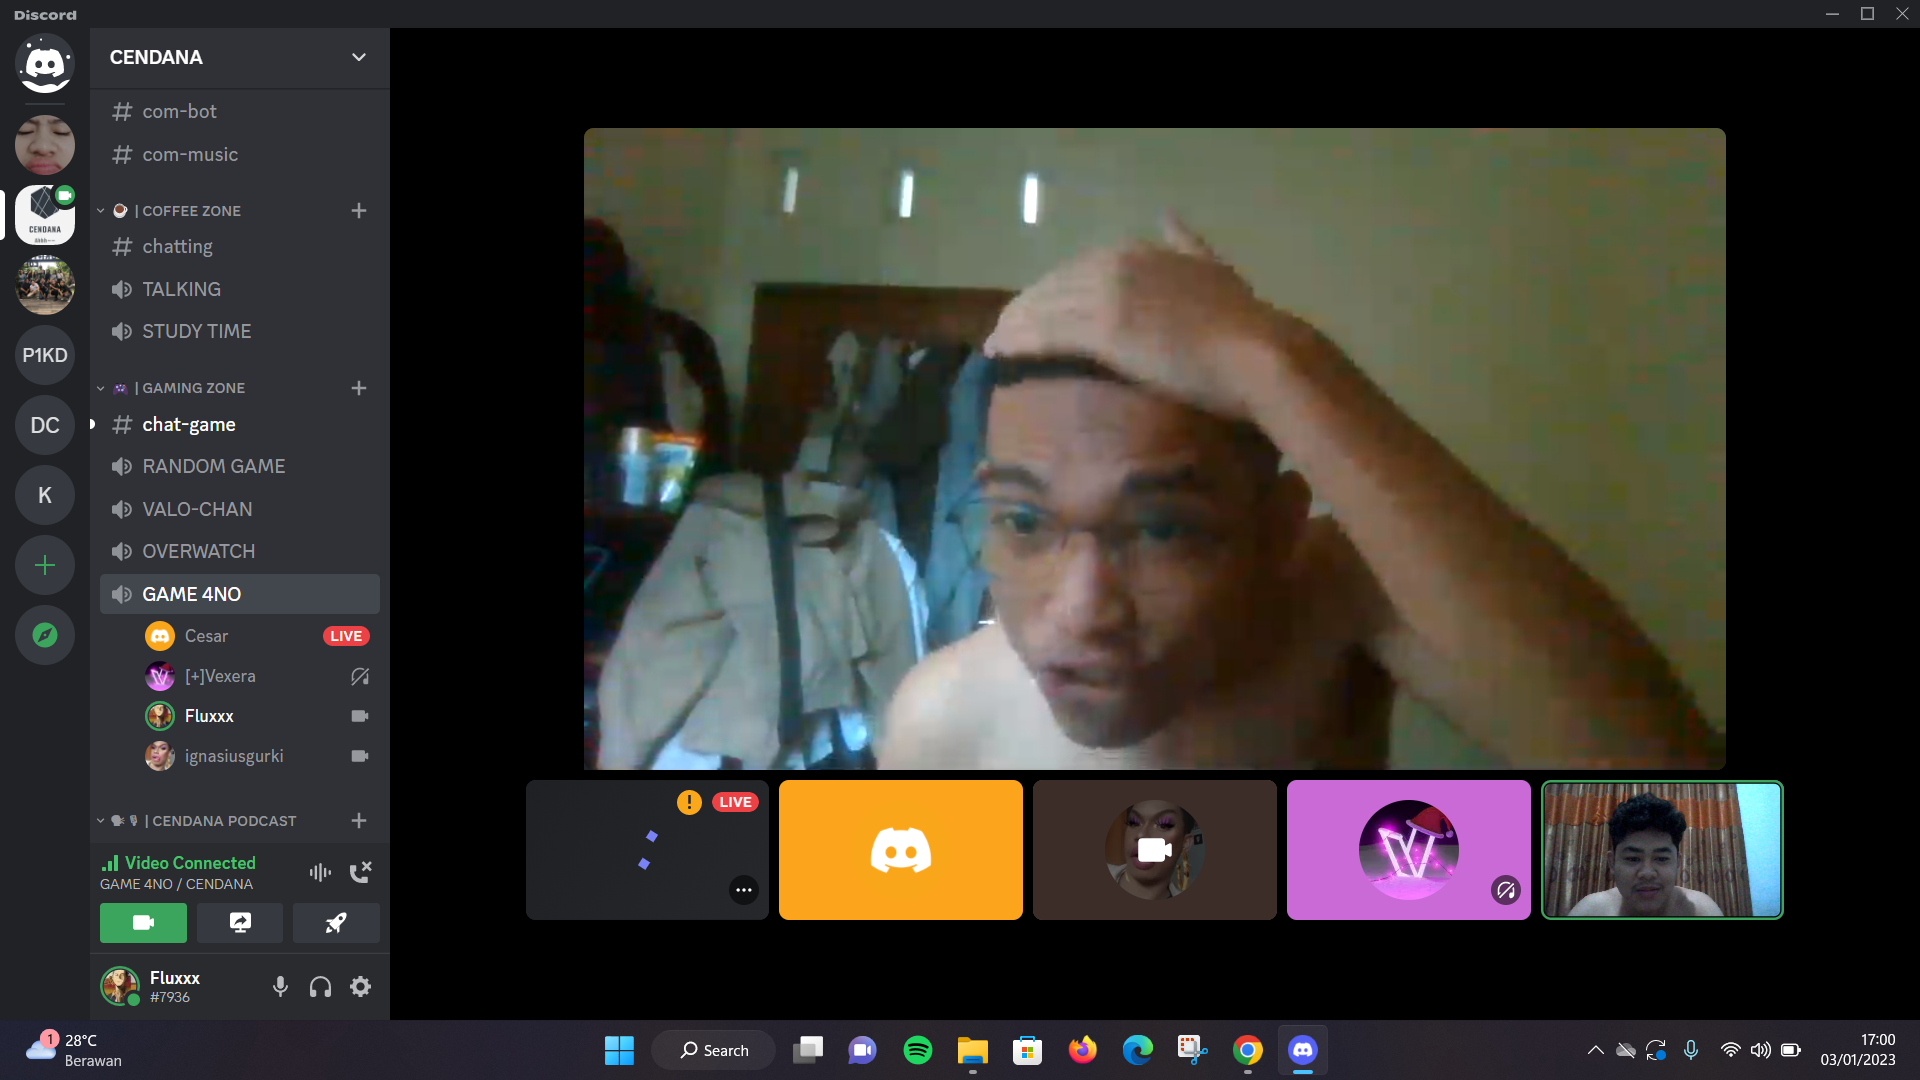 Discord
CENDANA
com-bot
com-music
CENDANA
| COFFEE ZONE
chatting
TALKING
STUDY TIME
P1KD
| GAMING ZONE
DC
chat-game
RANDOM GAME
K
VALO-CHAN
OVERWATCH
GAME 4NO
Cesar
LIVE
[+]Vexera
Fluxxx
ignasiusgurki
| CENDANA PODCAST
LIVE
Video Connected
GAME 4NO / CENDANA
Fluxxx
#7936
1
28°C
Berawan
Search
17:00
03/01/2023